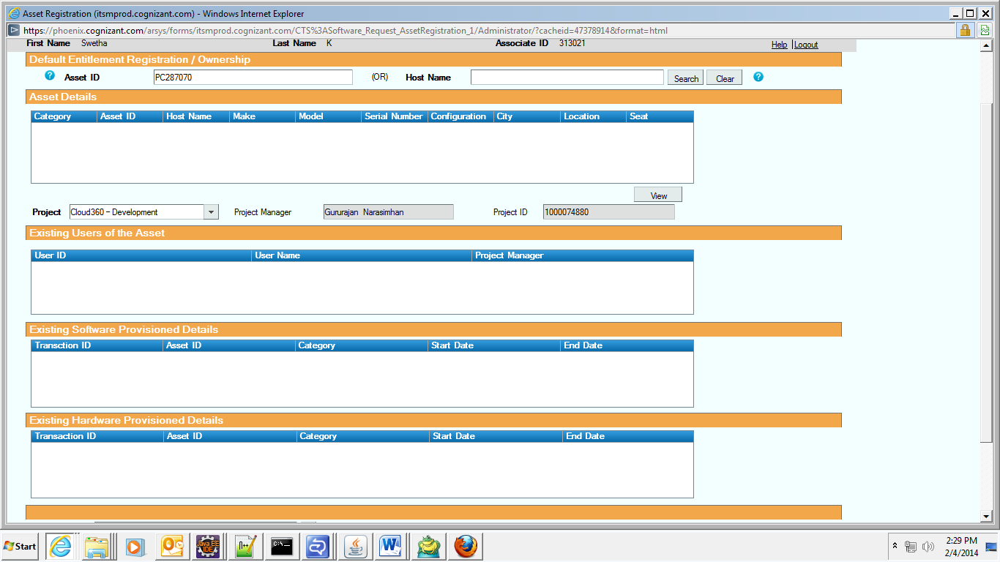 Asset Registration (itsmprod.cognizant.com) - Windows Internet Explorer
https://phoenix.cognizant.com/arsys/forms/itsmprod.cognizant.com/CTS%3ASoftware_Request_AssetRegistration_1/Administrator/?cacheid=47378914&format=html
First Name Swetha Last Name K Associate ID 313021 Help | Logout
Default Entitlement Registration / Ownership
? Asset ID PC287070 (OR) Host Name Search Clear ?
Asset Details
Category Asset ID Host Name Make Model Serial Number Configuration City Location Seat
View
Project Cloud360 - Development Project Manager Gururajan Narasimhan Project ID 1000074880
Existing Users of the Asset
User ID User Name Project Manager
Existing Software Provisioned Details
Transction ID Asset ID Category Start Date End Date
Existing Hardware Provisioned Details
Transaction ID Asset ID Category Start Date End Date
Start Java EE IDE C:\ 2:29 PM
2/4/2014